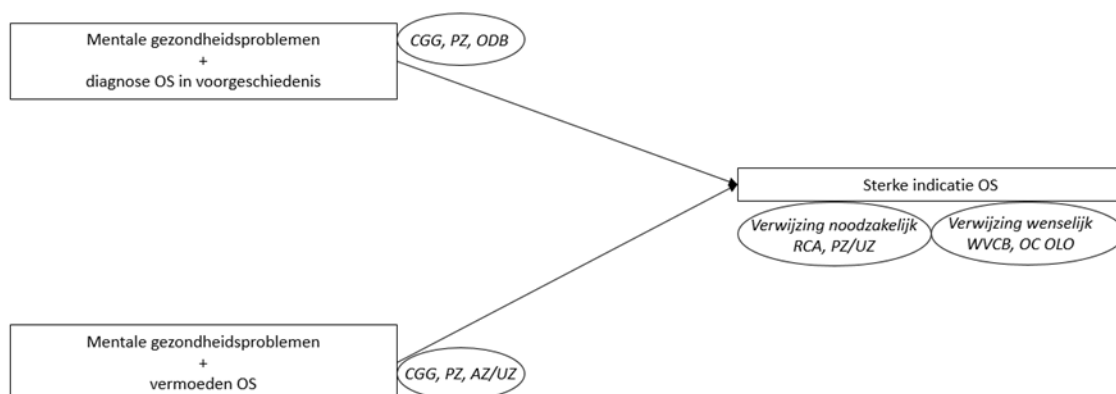 Mentale gezondheidsproblemen
+
diagnose OS in voorgeschiedenis
CGG, PZ, ODB
Sterke indicatie OS
Verwijzing noodzakelijk
RCA, PZ/UZ
Verwijzing wenselijk
WVCB, OC OLO
Mentale gezondheidsproblemen
+
vermoeden OS
CGG, PZ, AZ/UZ